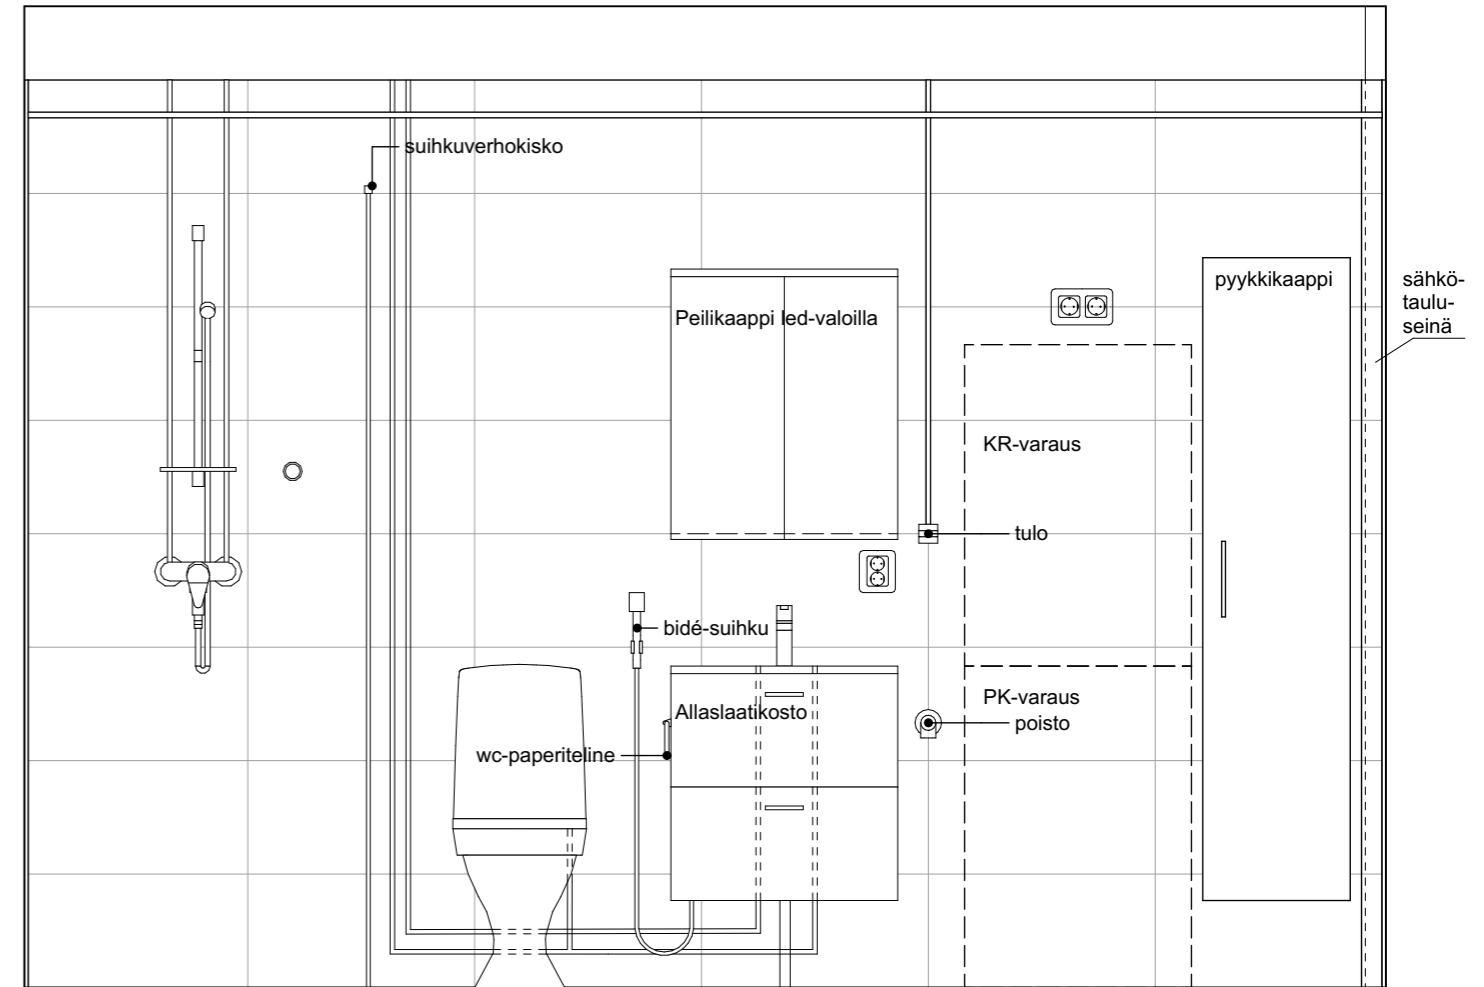 suihkuverhokisko
pyykkikaappi
sähkö-
taulu-
seinä
Peilikaappi led-valoilla
KR-varaus
tulo
bidé-suihku
PK-varaus
Allaslaatikosto
poisto
wc-paperiteline